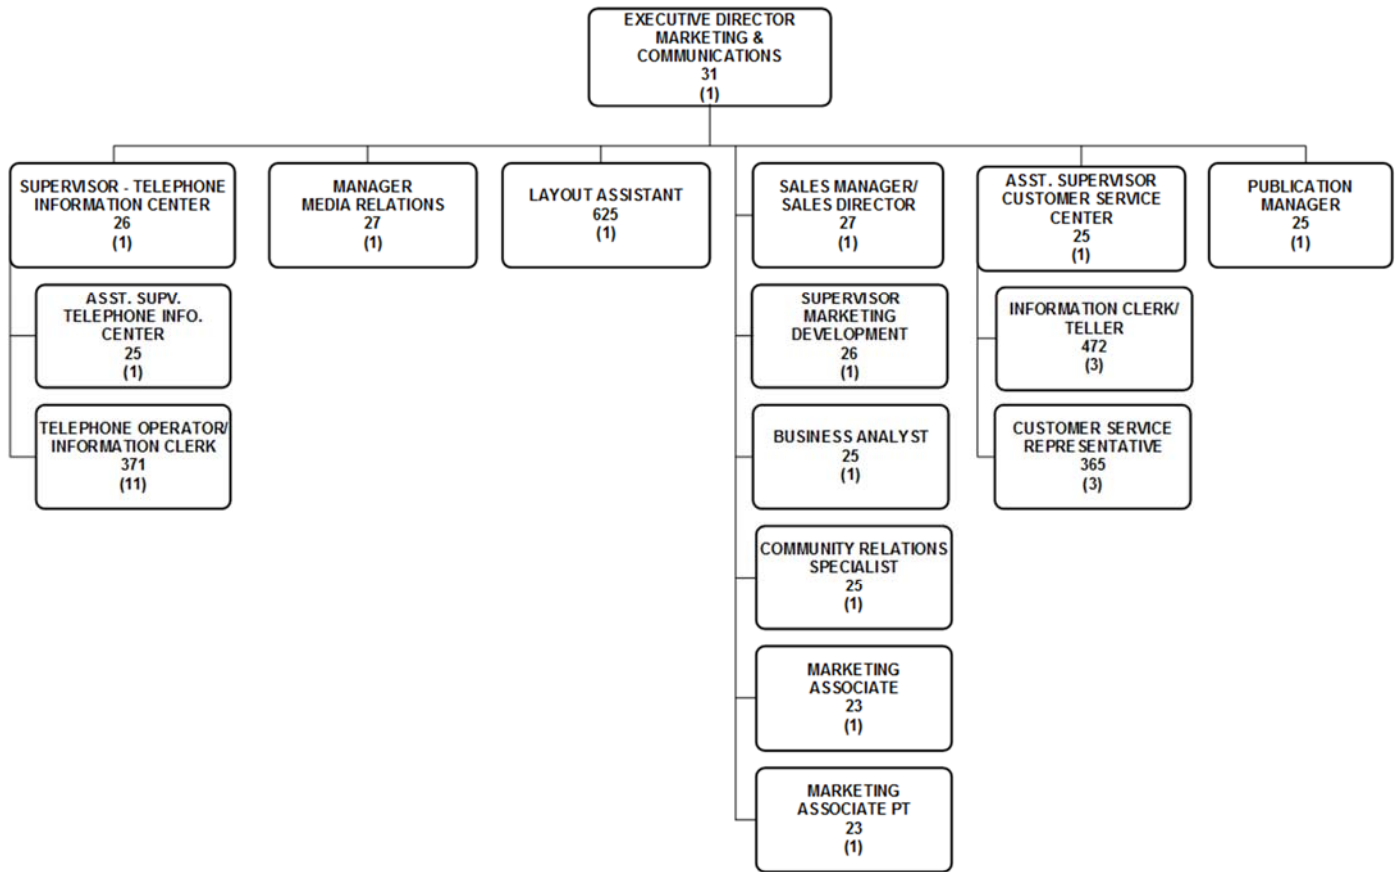 EXECUTIVE DIRECTOR
MARKETING &
COMMUNICATIONS
31
(1)
SUPERVISOR - TELEPHONE
INFORMATION CENTER
26
(1)
ASST. SUPV.
TELEPHONE INFO.
CENTER
25
(1)
TELEPHONE OPERATOR/
INFORMATION CLERK
371
(11)
MANAGER
MEDIA RELATIONS
27
(1)
LAYOUT ASSISTANT
625
(1)
SALES MANAGER/
SALES DIRECTOR
27
(1)
SUPERVISOR
MARKETING
DEVELOPMENT
26
(1)
BUSINESS ANALYST
25
(1)
COMMUNITY RELATIONS
SPECIALIST
25
(1)
MARKETING
ASSOCIATE
23
(1)
MARKETING
ASSOCIATE PT
23
(1)
ASST. SUPERVISOR
CUSTOMER SERVICE
CENTER
25
(1)
INFORMATION CLERK/
TELLER
472
(3)
CUSTOMER SERVICE
REPRESENTATIVE
365
(3)
PUBLICATION
MANAGER
25
(1)